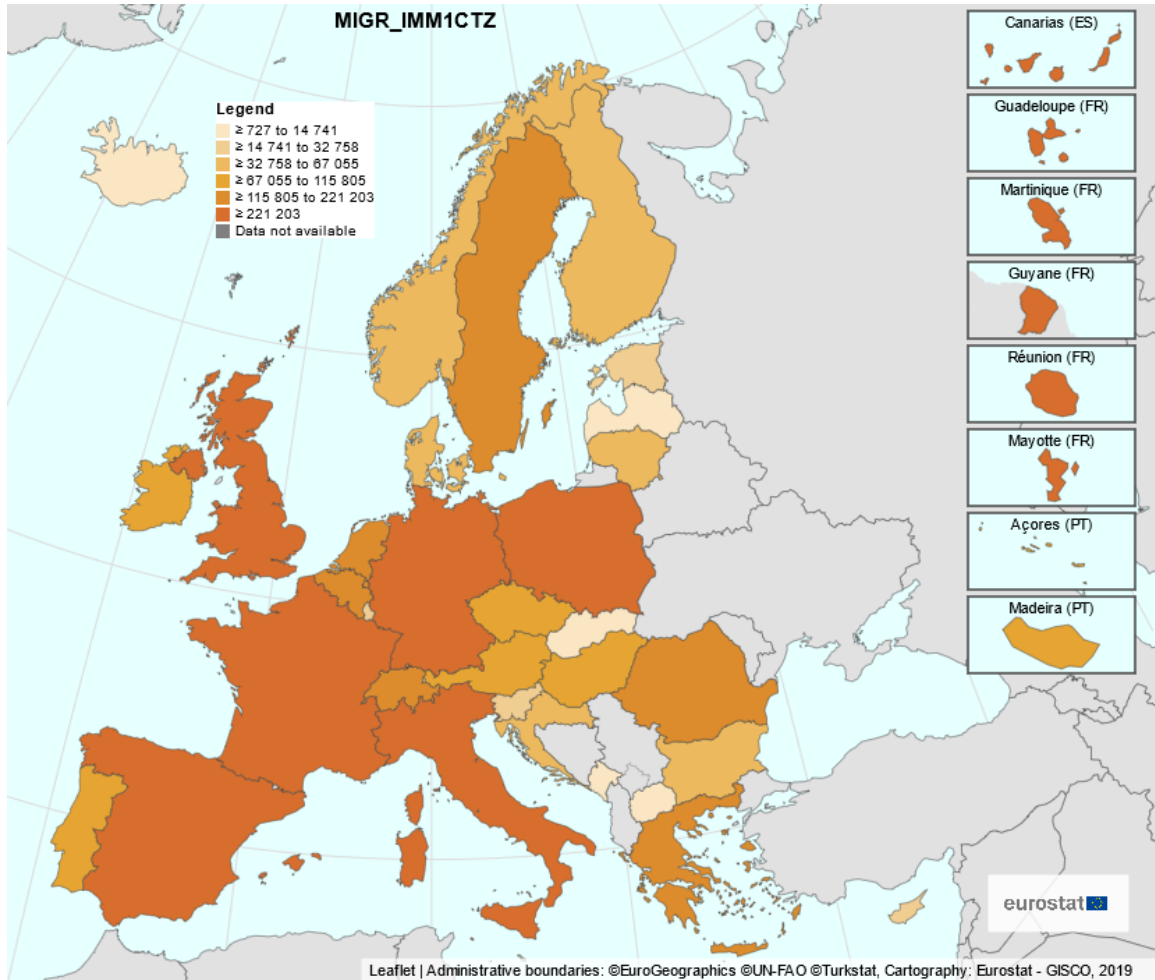 MIGR_IMM1CTZ
Legend
≥ 727 to 14 741
≥ 14 741 to 32 758
≥ 32 758 to 67 055
≥ 67 055 to 115 805
≥ 115 805 to 221 203
≥ 221 203
Data not available
Canarias (ES)
Guadeloupe (FR)
Martinique (FR)
Guyane (FR)
Réunion (FR)
Mayotte (FR)
Açores (PT)
Madeira (PT)
eurostat
Leaflet | Administrative boundaries: ©EuroGeographics ©UN-FAO ©Turkstat, Cartography: Eurostat - GISCO, 2019